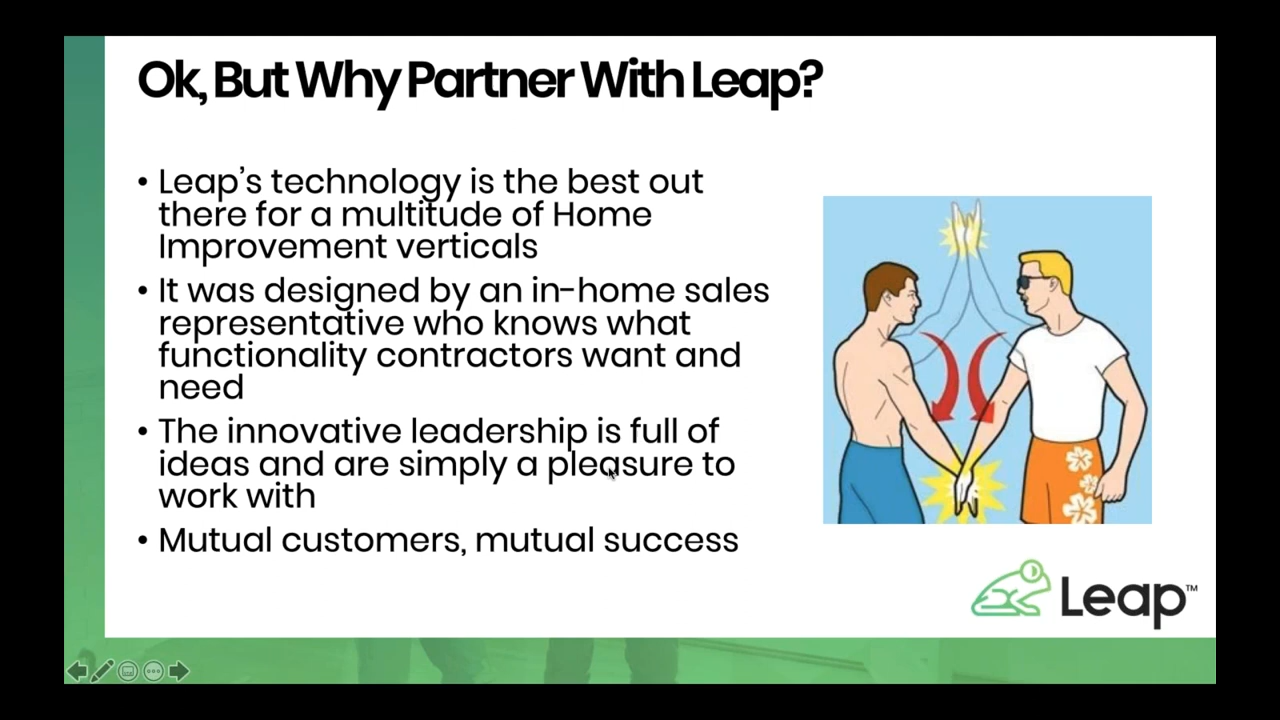 Ok, But Why Partner With Leap?
• Leap’s technology is the best out
there for a multitude of Home
Improvement verticals
• It was designed by an in-home sales
representative who knows what
functionality contractors want and
need
• The innovative leadership is full of
ideas and are simply a pleasure to
work with
• Mutual customers, mutual success
Leap™